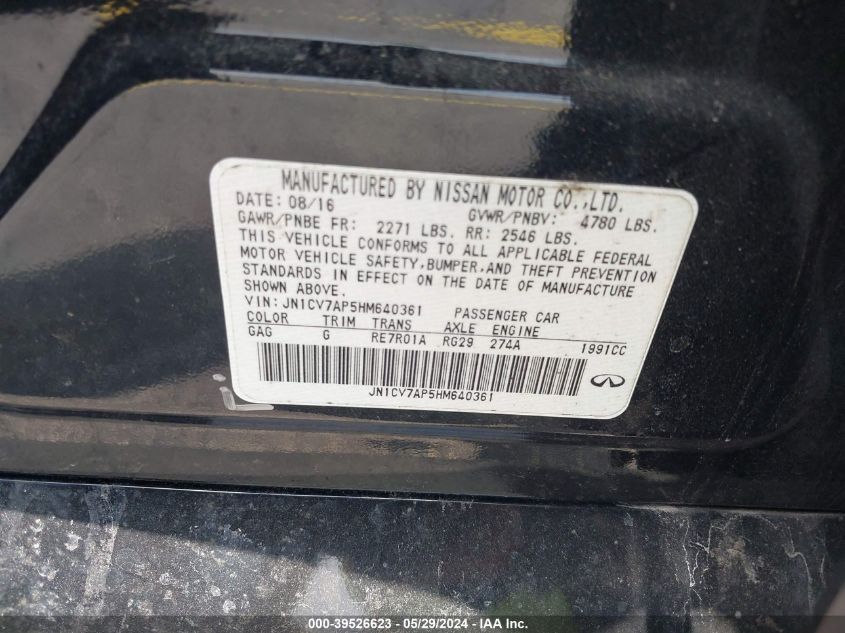 MANUFACTURED BY NISSAN MOTOR CO.,LTD.
DATE: 08/16 GVWR/PNBV: 4780 LBS.
GAWR/PNBE FR: 2271 LBS. RR: 2546 LBS.
THIS VEHICLE CONFORMS TO ALL APPLICABLE FEDERAL
MOTOR VEHICLE SAFETY,BUMPER,AND THEFT PREVENTION
STANDARDS IN EFFECT ON THE DATE OF MANUFACTURE
SHOWN ABOVE.
VIN:JN1CV7AP5HM640361 PASSENGER CAR
COLOR TRIM TRANS AXLE ENGINE
GAG G RE7R01A RG29 274A 1991CC
JN1CV7AP5HM640361
000-39526623 - 05/29/2024 - IAA Inc.